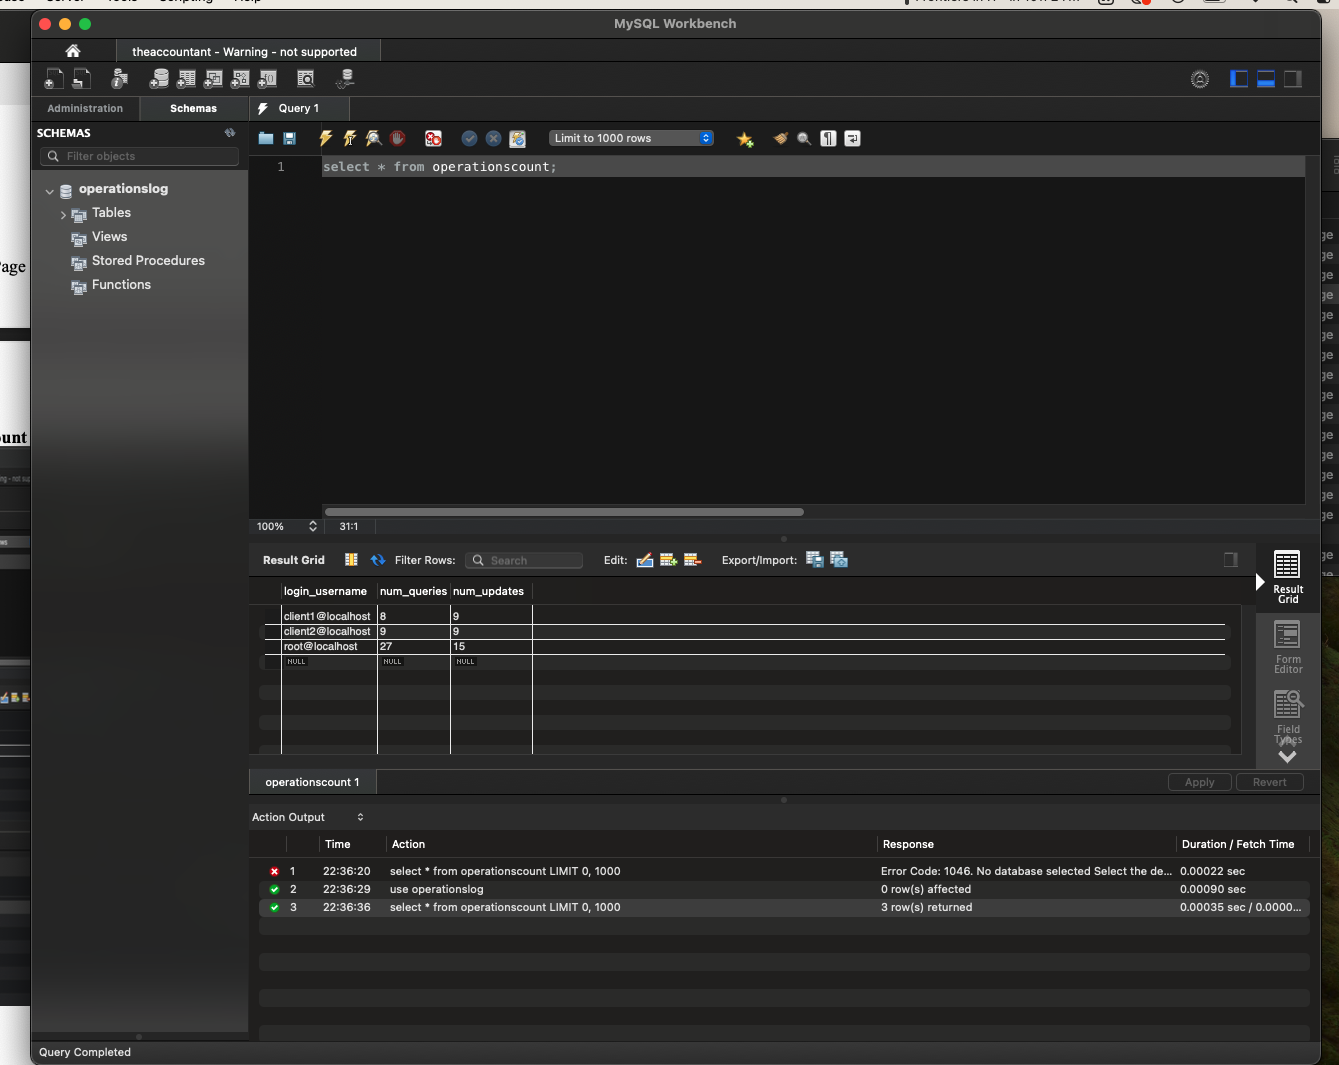 MySQL Workbench
theaccountant - Warning - not supported
Administration
Schemas
Query 1
SCHEMAS
Filter objects
Limit to 1000 rows
1
select * from operationscount;
operationslog
Tables
Views
Stored Procedures
Functions
Page
ount
100%
31:1
Result Grid
Filter Rows:
Search
Edit:
Export/Import:
Result
Grid
login_username num_queries num_updates
client1@localhost 8 9
client2@localhost 9 9
root@localhost 27 15
NULL NULL NULL
Form
Editor
Field
Types
operationscount 1
Apply
Revert
Action Output
Time Action Response Duration / Fetch Time
1 22:36:20 select * from operationscount LIMIT 0, 1000 Error Code: 1046. No database selected Select the de... 0.00022 sec
2 22:36:29 use operationslog 0 row(s) affected 0.00090 sec
3 22:36:36 select * from operationscount LIMIT 0, 1000 3 row(s) returned 0.00035 sec / 0.0000...
Query Completed